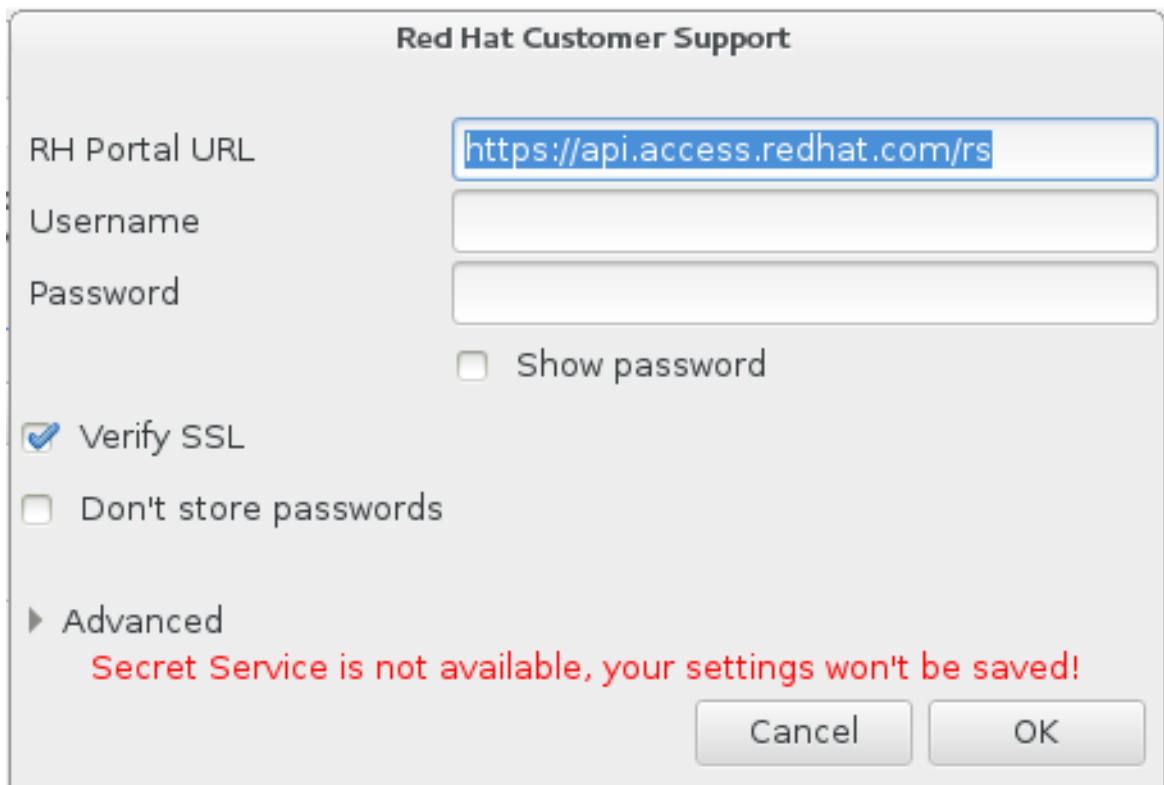 Red Hat Customer Support
RH Portal URL https://api.access.redhat.com/rs
Username
Password
Show password
Verify SSL
Don't store passwords
Advanced
Secret Service is not available, your settings won't be saved!
Cancel OK